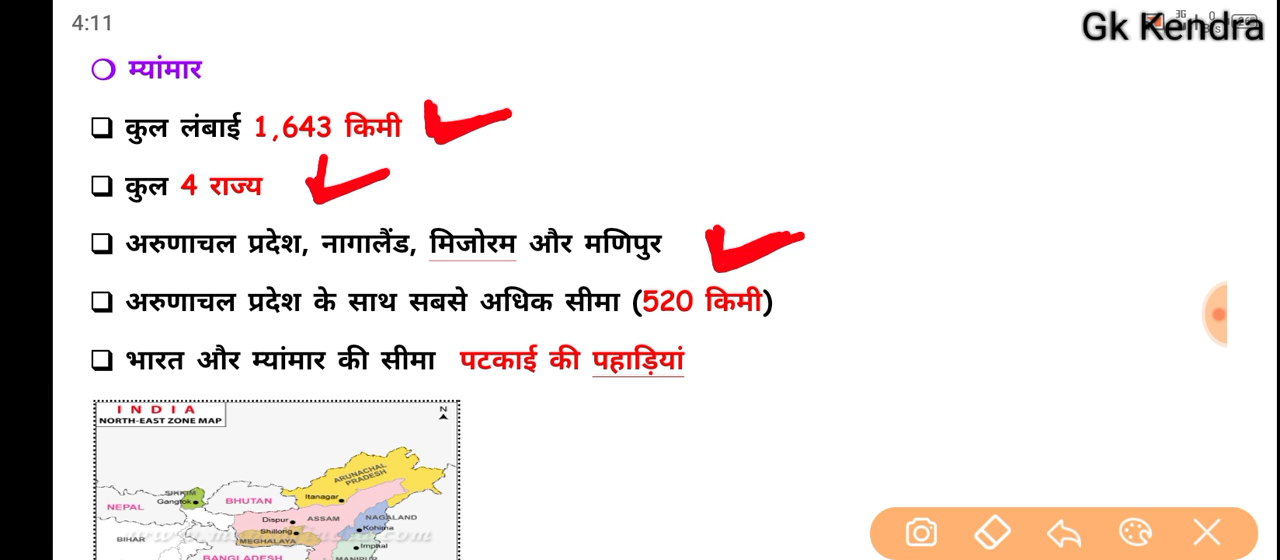 4:11
Gk Kendra
म्यांमार
कुल लंबाई 1,643 किमी
कुल 4 राज्य
अरुणाचल प्रदेश, नागालैंड, मिजोरम और मणिपुर
अरुणाचल प्रदेश के साथ सबसे अधिक सीमा (520 किमी)
भारत और म्यांमार की सीमा पटकाई की पहाड़ियां
INDIA
NORTH-EAST ZONE MAP
N
ARUNACHAL PRADESH
SIKKIM
Gangtok
NEPAL
BHUTAN
Itanagar
Dispur
ASSAM
NAGALAND
Shillong
Kohima
BIHAR
MEGHALAYA
Imphal
BANGLADESH
MANIPUR